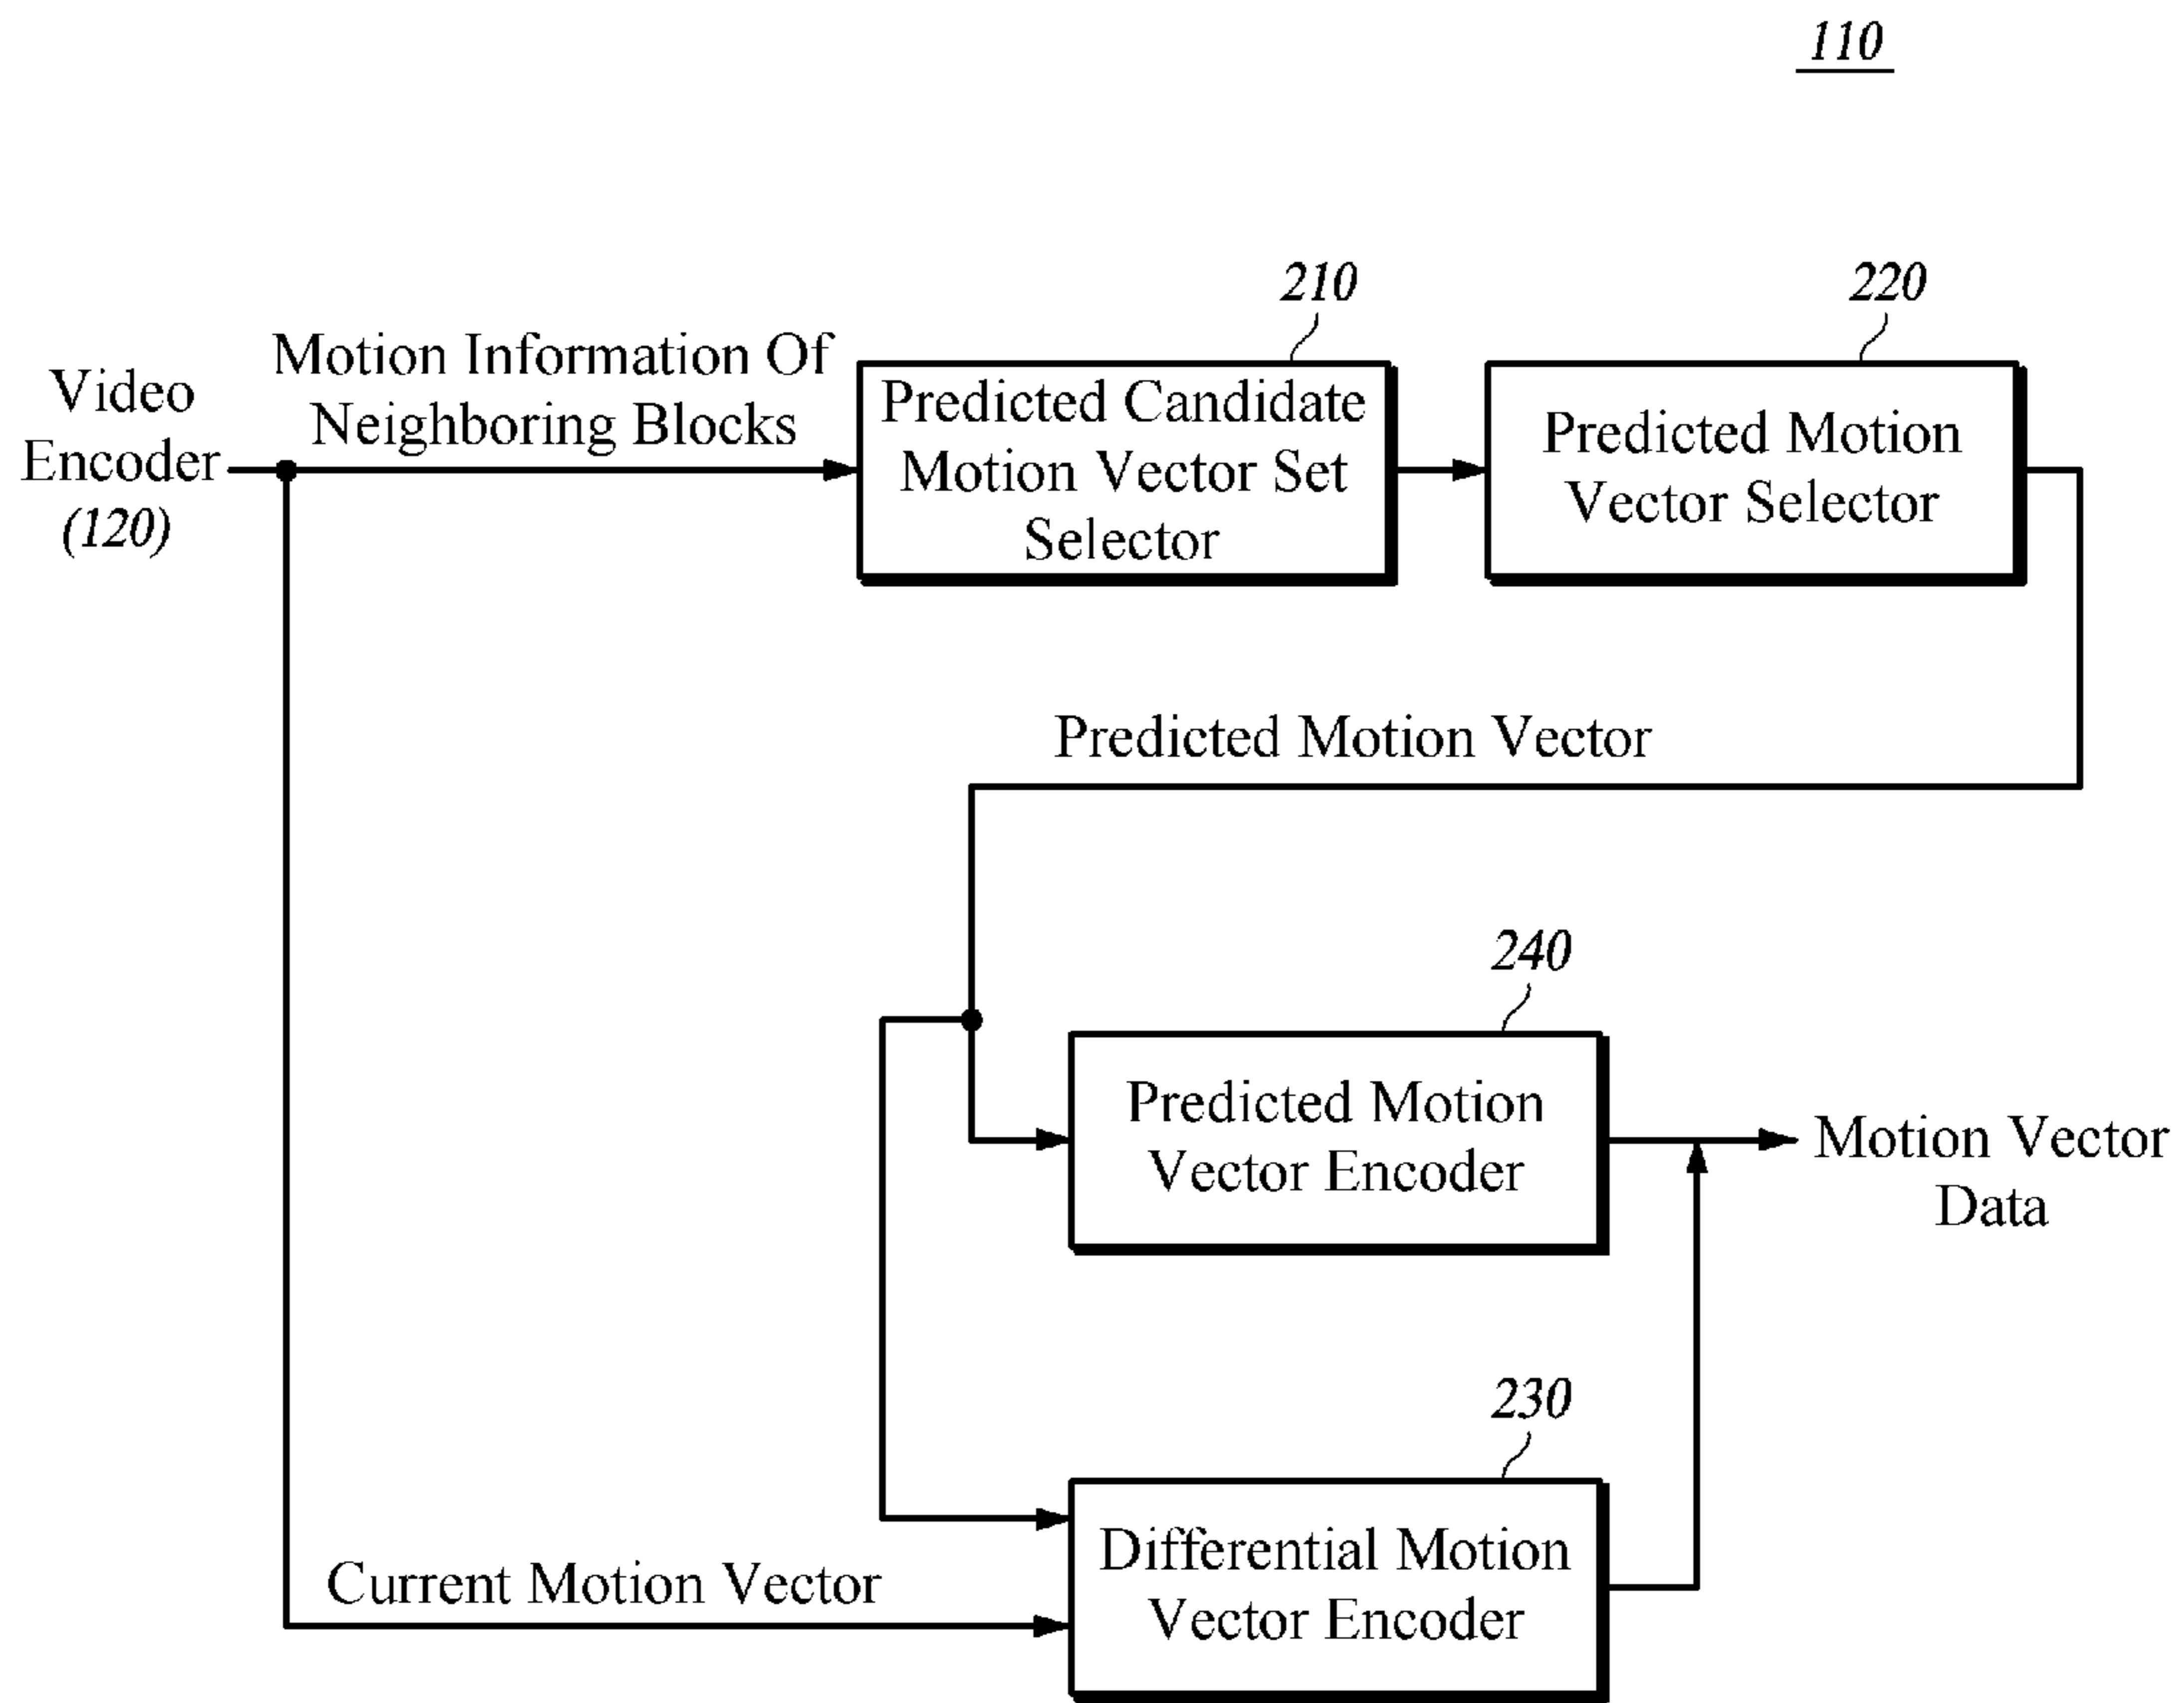 110
210
220
Video
Encoder
(120)
Motion Information Of
Neighboring Blocks
Predicted Candidate
Motion Vector Set
Selector
Predicted Motion
Vector Selector
Predicted Motion Vector
240
Predicted Motion
Vector Encoder
Motion Vector
Data
230
Differential Motion
Vector Encoder
Current Motion Vector